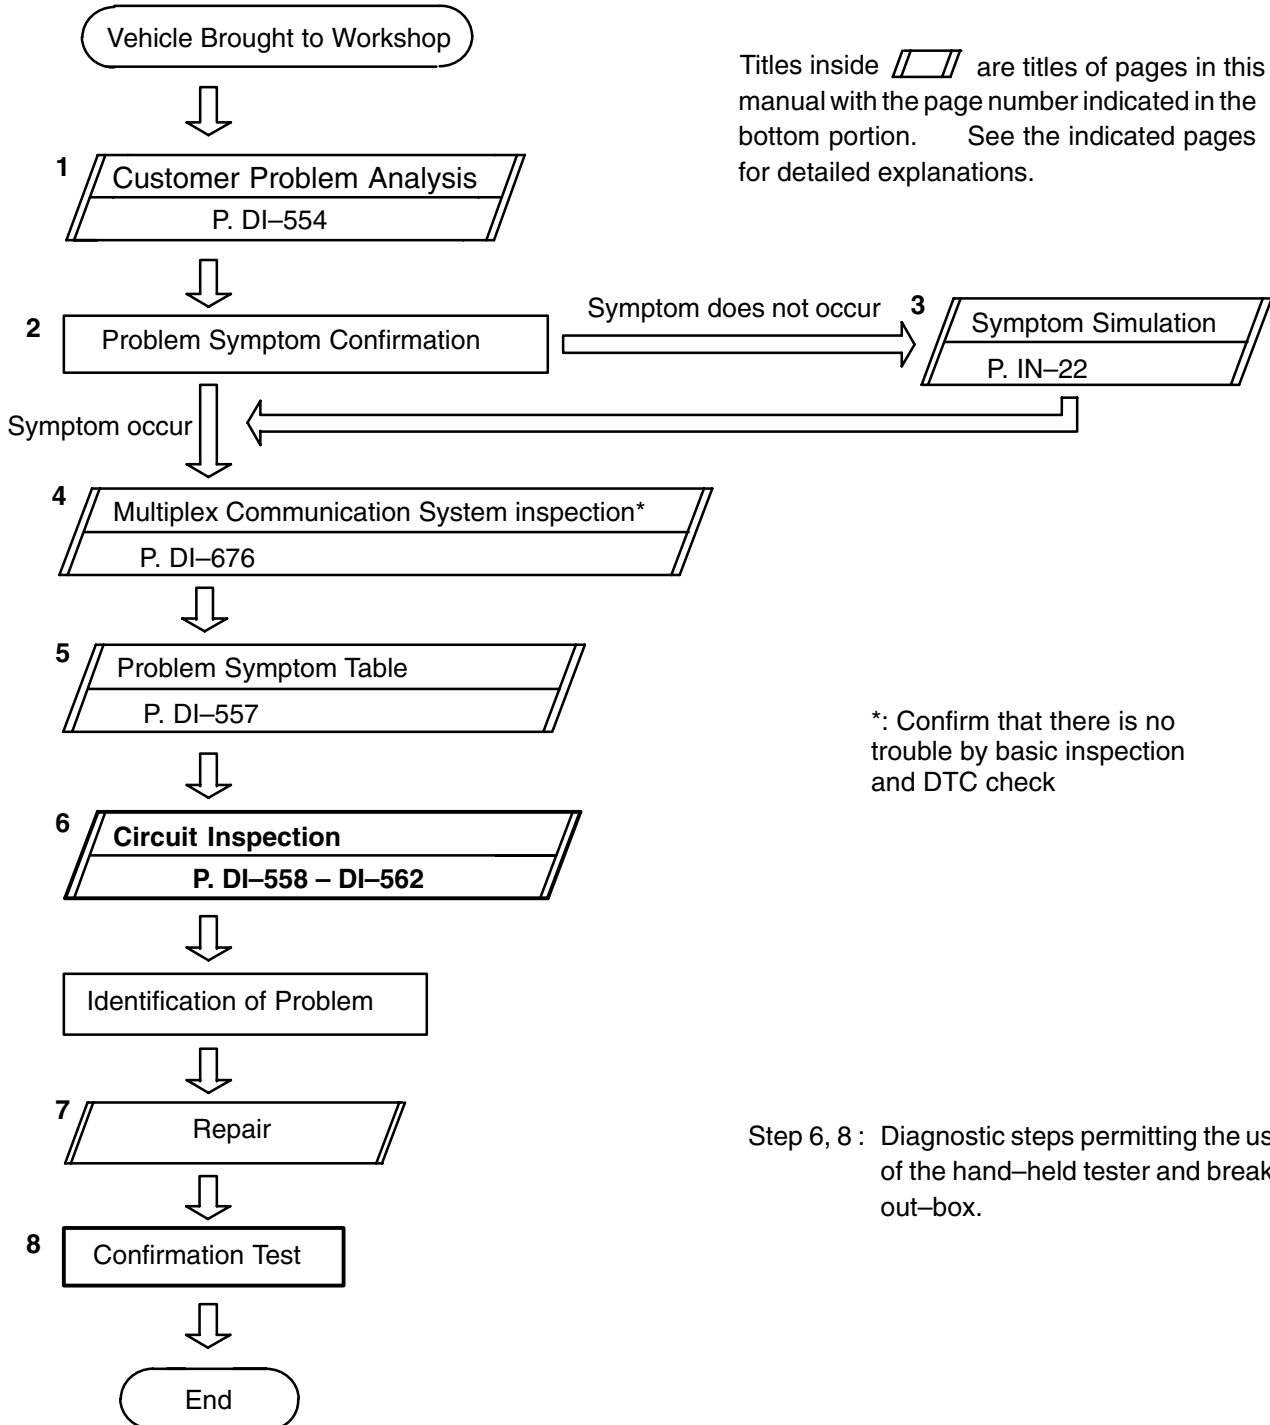 Vehicle Brought to Workshop
Titles inside are titles of pages in this
manual with the page number indicated in the
bottom portion. See the indicated pages
for detailed explanations.
1
Customer Problem Analysis
P. DI–554
2
Problem Symptom Confirmation
Symptom does not occur
3
Symptom Simulation
P. IN–22
Symptom occur
4
Multiplex Communication System inspection*
P. DI–676
5
Problem Symptom Table
P. DI–557
*: Confirm that there is no
trouble by basic inspection
and DTC check
6
Circuit Inspection
P. DI–558 – DI–562
Identification of Problem
7
Repair
Step 6, 8 : Diagnostic steps permitting the us
of the hand–held tester and break
out–box.
8
Confirmation Test
End